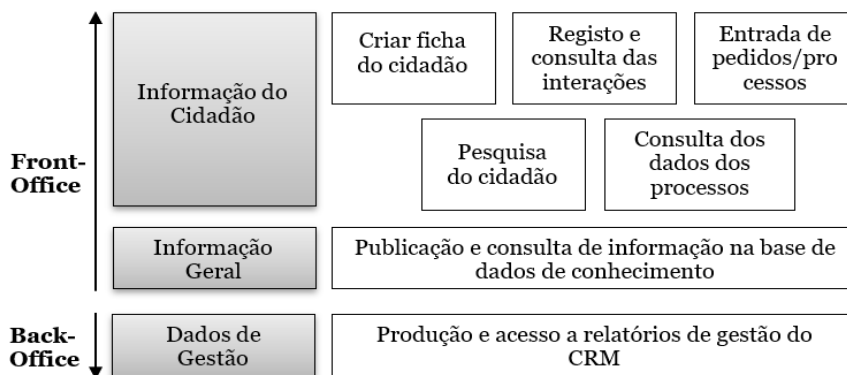 Front-
Office
Informação do
Cidadão
Criar ficha
do cidadão
Registo e
consulta das
interações
Entrada de
pedidos/pro
cessos
Pesquisa
do cidadão
Consulta dos
dados dos
processos
Informação
Geral
Publicação e consulta de informação na base de
dados de conhecimento
Back-
Office
Dados de
Gestão
Produção e acesso a relatórios de gestão do
CRM